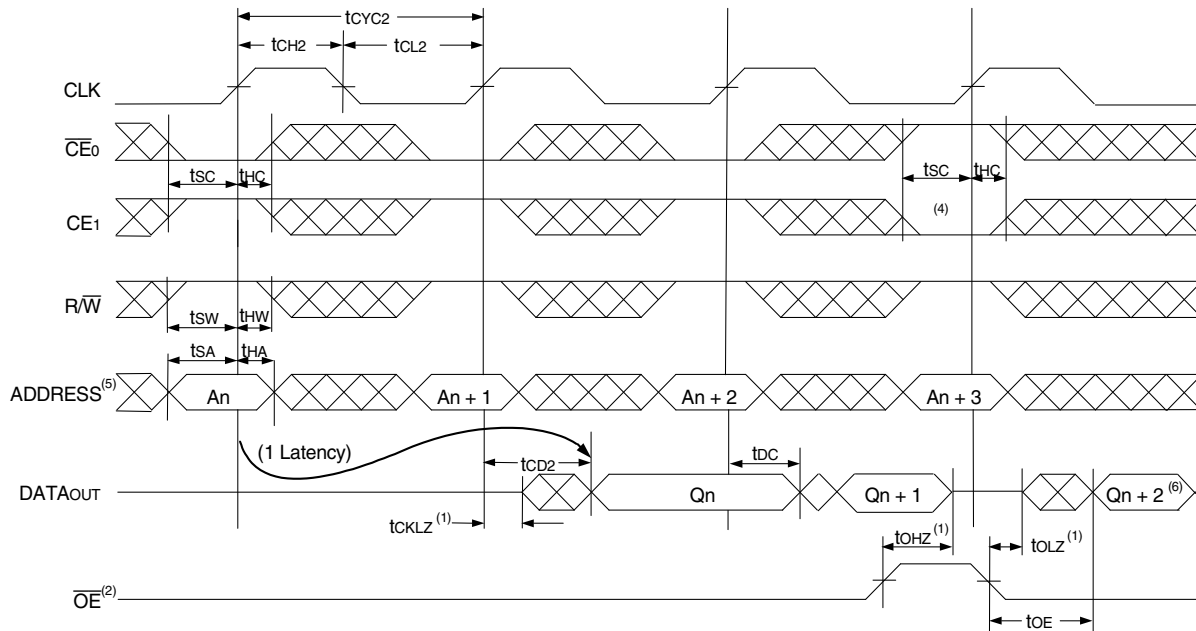 tCYC2
tCH2 tCL2
CLK
CE0
tSC tHC tSC tHC
CE1 (4)
R/W
tSW tHW
tSA tHA
ADDRESS(5) An An + 1 An + 2 An + 3
(1 Latency) tCD2 tDC
DATAOUT Qn Qn + 1 Qn + 2 (6)
tCKLZ (1) tOHZ (1) tOLZ (1)
OE(2)
tOE